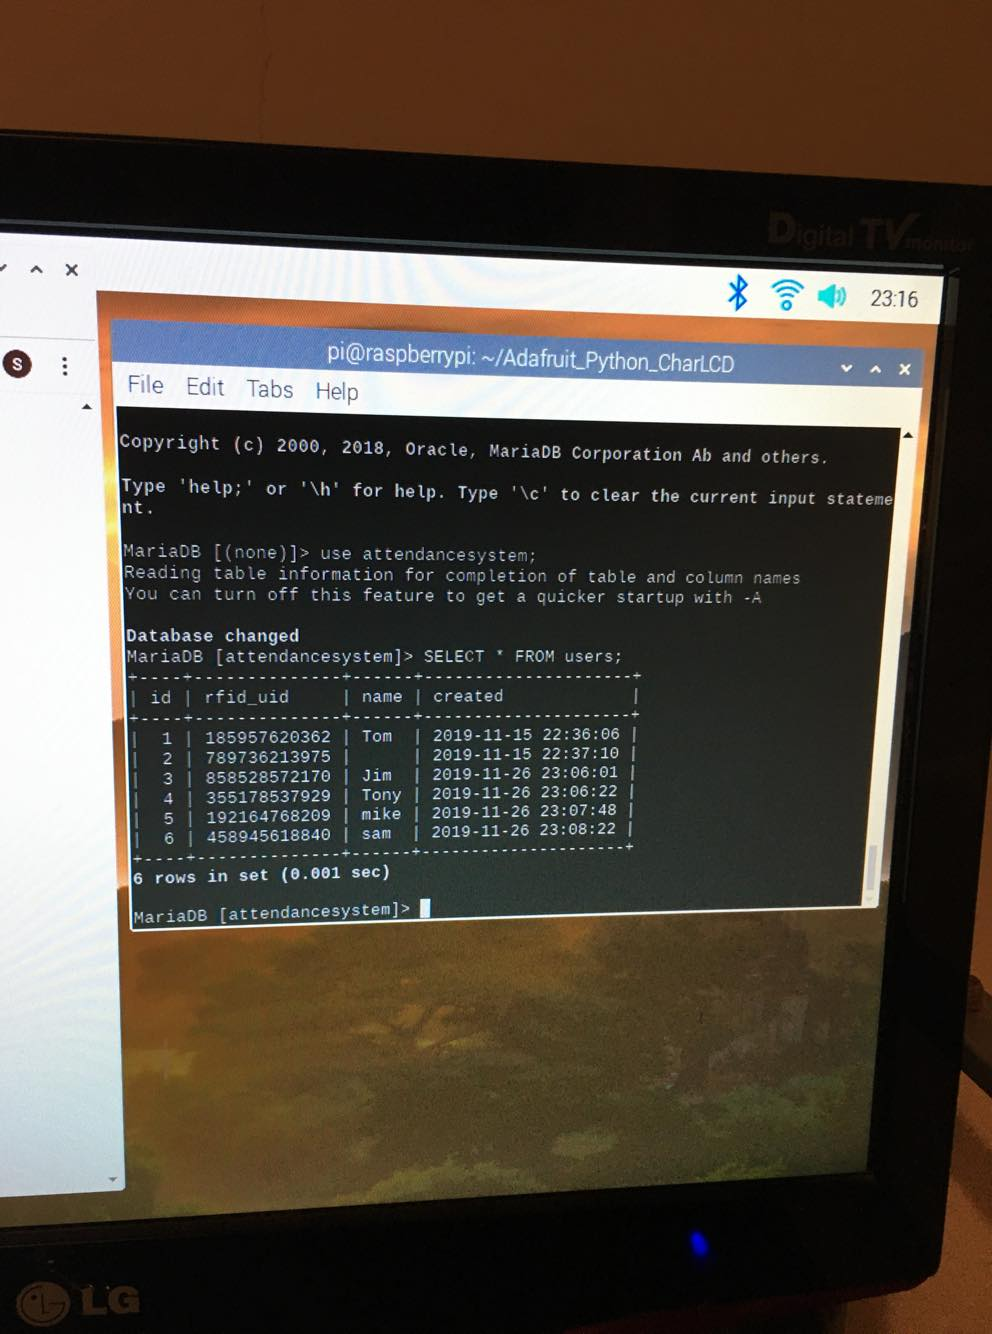 Digital TV monitor
23:16
S
pi@raspberrypi: ~/Adafruit_Python_CharLCD
File Edit Tabs Help
Copyright (c) 2000, 2018, Oracle, MariaDB Corporation Ab and others.
Type 'help;' or '\h' for help. Type '\c' to clear the current input stateme
nt.
MariaDB [(none)]> use attendancesystem;
Reading table information for completion of table and column names
You can turn off this feature to get a quicker startup with -A
Database changed
MariaDB [attendancesystem]> SELECT * FROM users;
+----+--------------+------+---------------------+
| id | rfid_uid     | name | created             |
+----+--------------+------+---------------------+
|  1 | 185957620362 | Tom  | 2019-11-15 22:36:06 |
|  2 | 789736213975 |      | 2019-11-15 22:37:10 |
|  3 | 858528572170 | Jim  | 2019-11-26 23:06:01 |
|  4 | 355178537929 | Tony | 2019-11-26 23:06:22 |
|  5 | 192164768209 | mike | 2019-11-26 23:07:48 |
|  6 | 458945618840 | sam  | 2019-11-26 23:08:22 |
+----+--------------+------+---------------------+
6 rows in set (0.001 sec)
MariaDB [attendancesystem]>
LG